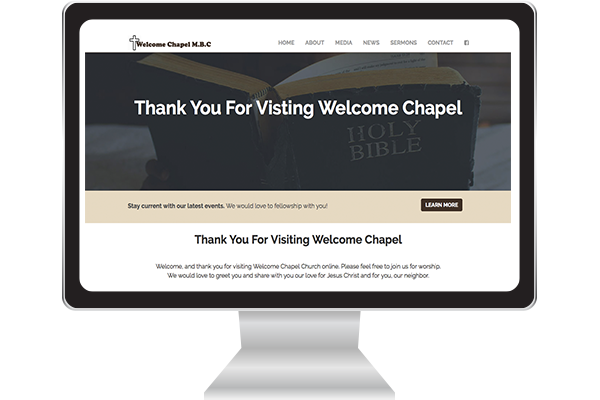 Welcome Chapel M.B.C
HOME ABOUT MEDIA NEWS SERMONS CONTACT
Thank You For Visting Welcome Chapel
HOLY
BIBLE
Stay current with our latest events. We would love to fellowship with you!
LEARN MORE
Thank You For Visiting Welcome Chapel
Welcome, and thank you for visiting Welcome Chapel Church online. Please feel free to join us for worship.
We would love to greet you and share with you our love for Jesus Christ and for you, our neighbor.